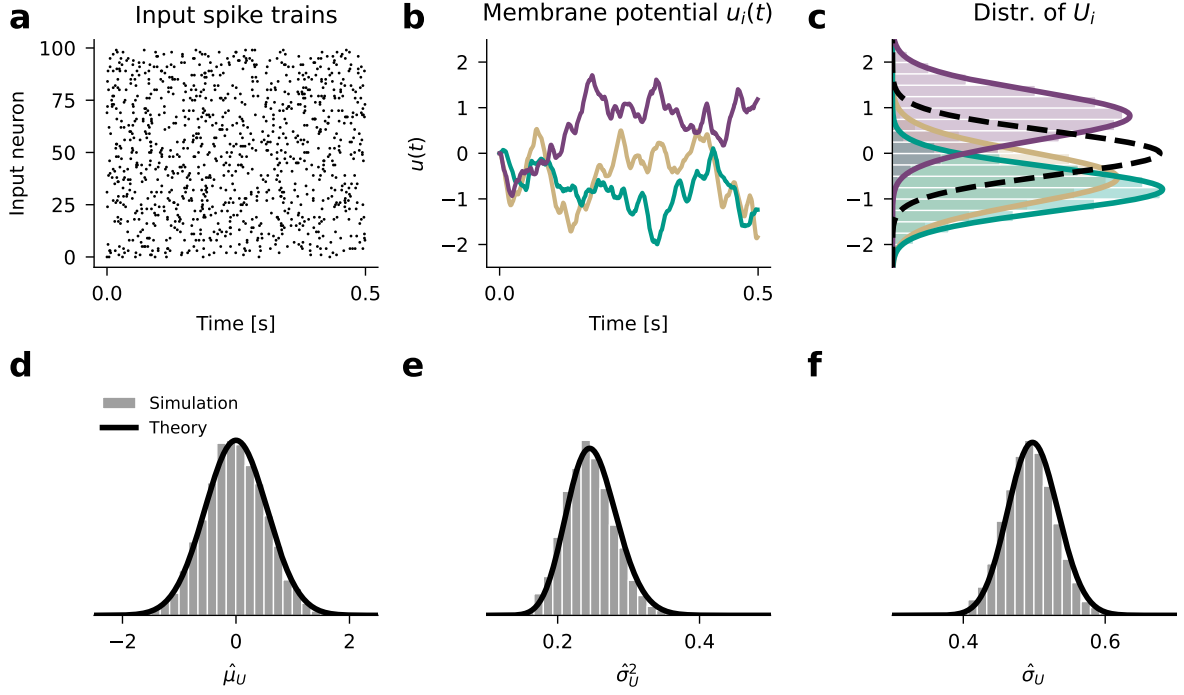 a
Input spike trains
100
75
50
25
0
Input neuron
0.0
0.5
Time [s]
b
Membrane potential u_i(t)
2
1
0
−1
−2
u(t)
0.0
0.5
Time [s]
c
Distr. of U_i
2
1
0
−1
−2
d
Simulation
Theory
−2
0
2
μ̂_U
e
0.2
0.4
σ̂²_U
f
0.4
0.6
σ̂_U